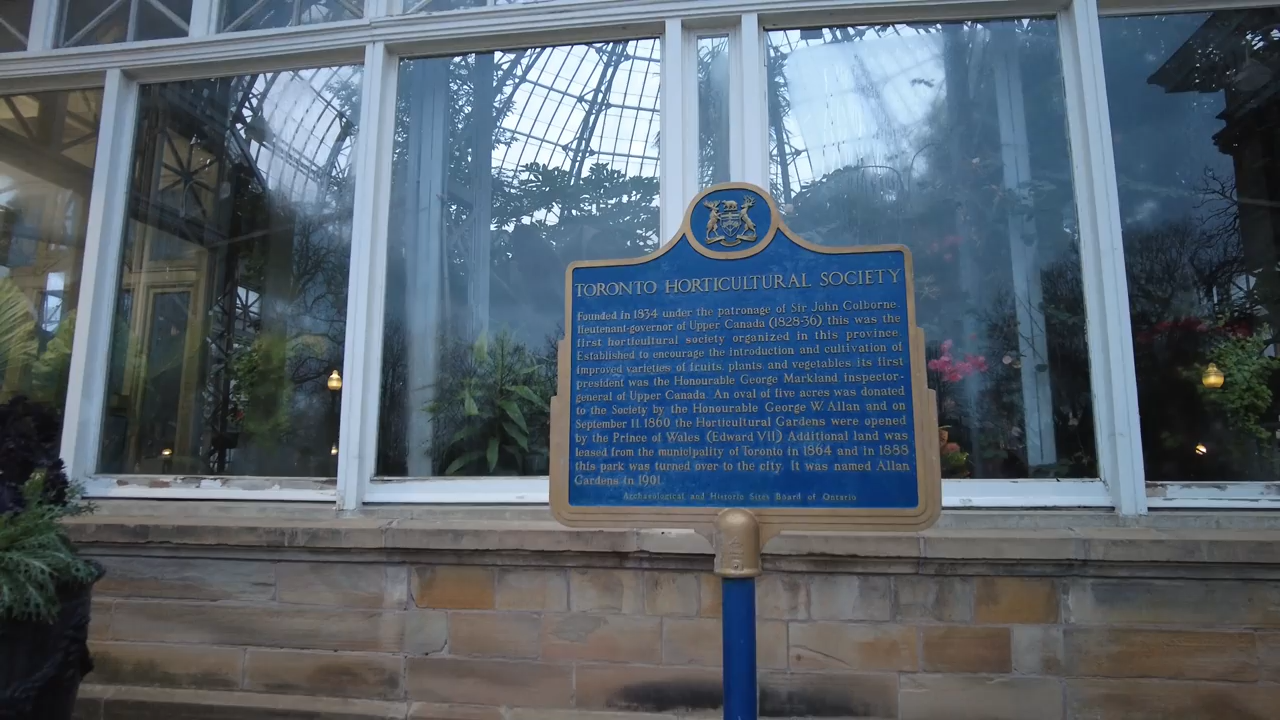 TORONTO HORTICULTURAL SOCIETY
Founded in 1834 under the patronage of Sir John Colborne,
lieutenant-governor of Upper Canada (1828-36), this was the
first horticultural society organized in this province.
Established to encourage the introduction and cultivation of
improved varieties of fruits, plants and vegetables, its first
president was the Honourable George Markland, inspector-
general of Upper Canada. An oval of five acres was donated
to the Society by the Honourable George W. Allan and on
September 11, 1860 the Horticultural Gardens were opened
by the Prince of Wales (Edward VII). Additional land was
leased from the municipality of Toronto in 1864 and in 1888
this park was turned over to the city. It was named Allan
Gardens in 1901.
Archaeological and Historic Sites Board of Ontario